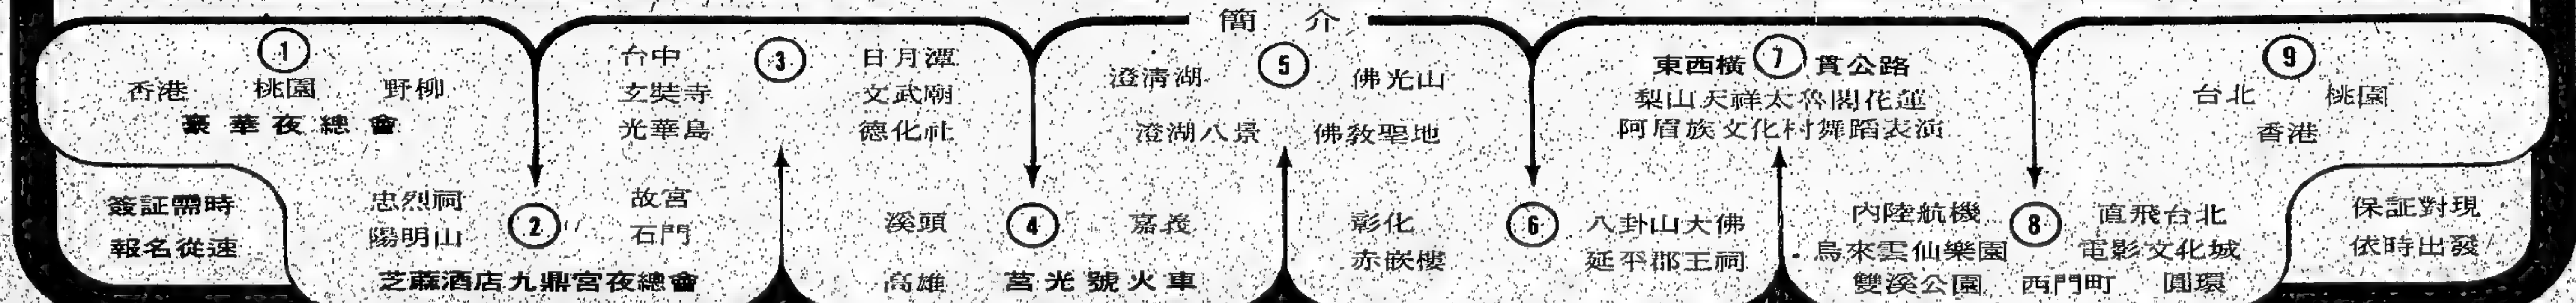 簡 介
①
香港 桃園 野柳
豪華夜總會
簽証需時
報名從速
②
忠烈祠 故宮
陽明山 石門
芝蔴酒店九鼎宮夜總會
③
台中 日月潭
玄奘寺 文武廟
光華島 德化社
④
溪頭 嘉義
高雄 莒光號火車
⑤
澄清湖 佛光山
澄湖八景 佛教聖地
⑥
彰化 八卦山大佛
赤嵌樓 延平郡王祠
⑦
東西橫貫公路
梨山天祥太魯閣花蓮
阿眉族文化村舞蹈表演
⑧
內陸航機 直飛台北
烏來雲仙樂園 電影文化城
雙溪公園 西門町 圓環
⑨
台北 桃園
香港
保証對現
依時出發